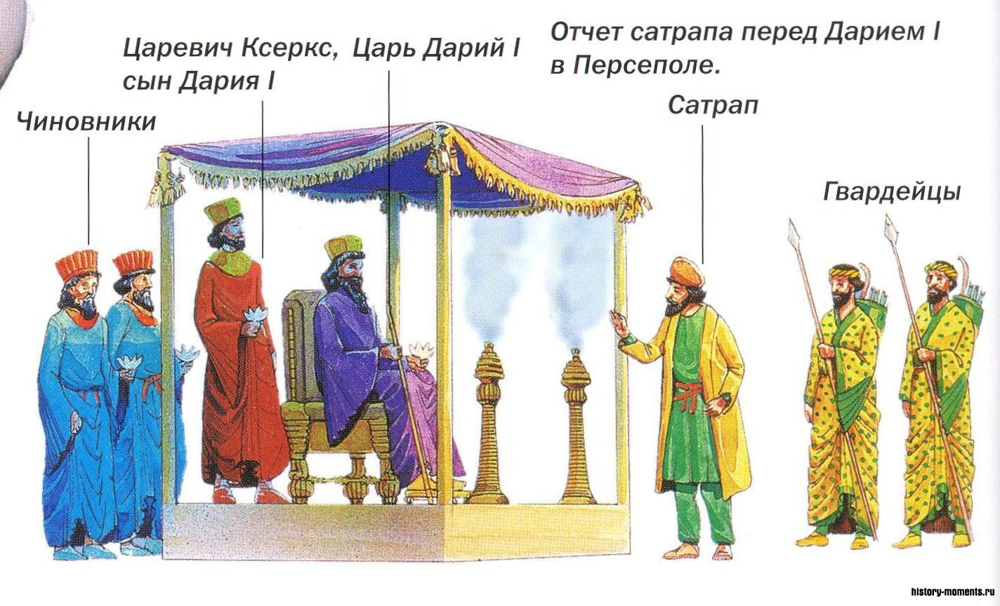 Отчет сатрапа перед Дарием I
в Персеполе.
Царевич Ксеркс,
сын Дария I
Царь Дарий I
Сатрап
Чиновники
Гвардейцы
history-moments.ru